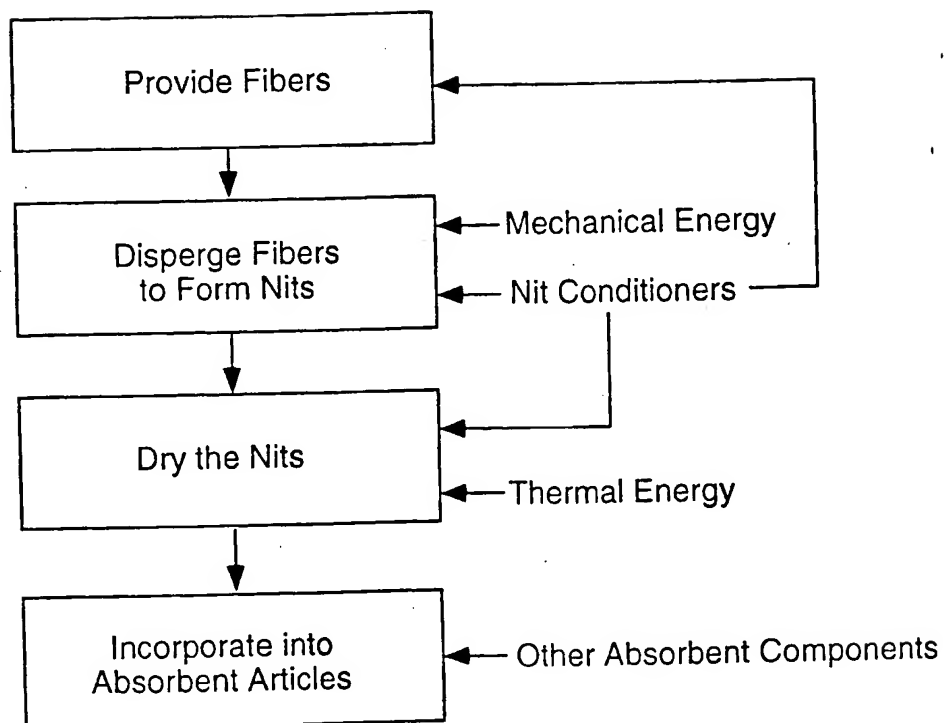 Provide Fibers
Disperge Fibers
to Form Nits
Mechanical Energy
Nit Conditioners
Dry the Nits
Thermal Energy
Incorporate into
Absorbent Articles
Other Absorbent Components